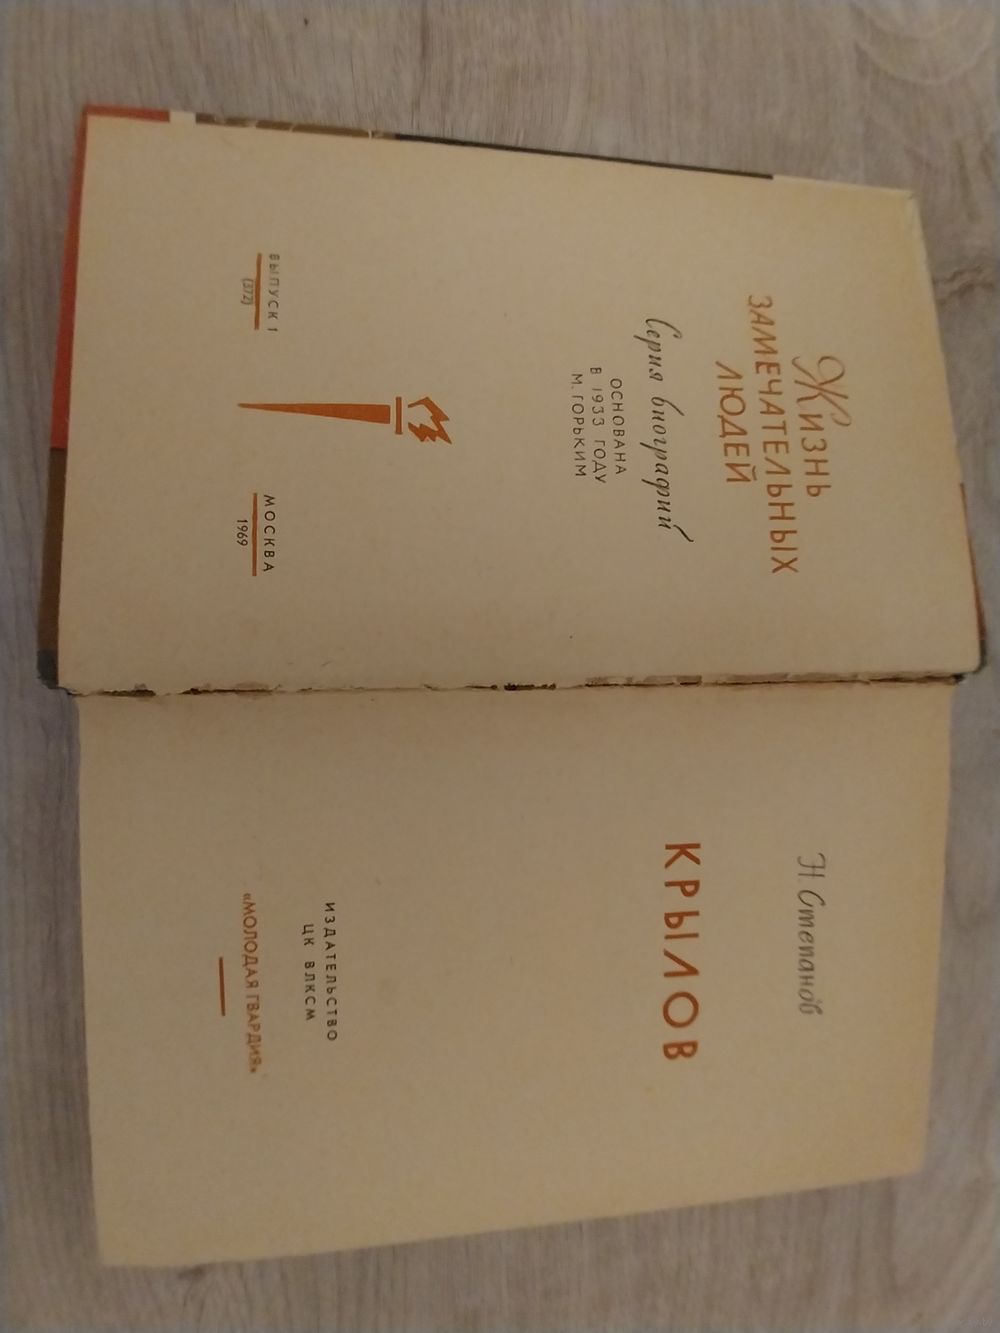 Жизнь
ЗАМЕЧАТЕЛЬНЫХ
ЛЮДЕЙ
Серия биографий
ОСНОВАНА
В 1933 ГОДУ
М. ГОРЬКИМ
ВЫПУСК 1
(372)
МОСКВА
1969
Н. Степанов
КРЫЛОВ
ИЗДАТЕЛЬСТВО
ЦК ВЛКСМ
«МОЛОДАЯ ГВАРДИЯ»